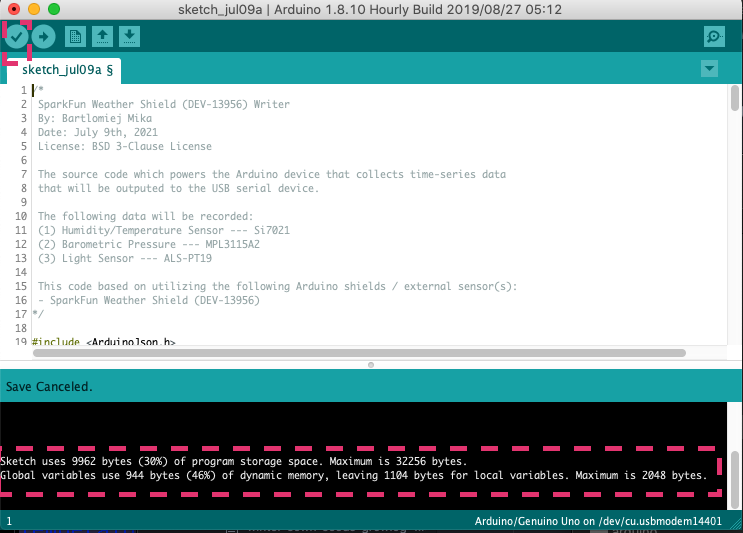 sketch_jul09a | Arduino 1.8.10 Hourly Build 2019/08/27 05:12
sketch_jul09a §
1 /*
2 SparkFun Weather Shield (DEV-13956) Writer
3 By: Bartlomiej Mika
4 Date: July 9th, 2021
5 License: BSD 3-Clause License
6
7 The source code which powers the Arduino device that collects time-series data
8 that will be outputed to the USB serial device.
9
10 The following data will be recorded:
11 (1) Humidity/Temperature Sensor --- Si7021
12 (2) Barometric Pressure --- MPL3115A2
13 (3) Light Sensor --- ALS-PT19
14
15 This code based on utilizing the following Arduino shields / external sensor(s):
16 - SparkFun Weather Shield (DEV-13956)
17 */
18
19 #include <ArduinoJson.h>
Save Canceled.
Sketch uses 9962 bytes (30%) of program storage space. Maximum is 32256 bytes.
Global variables use 944 bytes (46%) of dynamic memory, leaving 1104 bytes for local variables. Maximum is 2048 bytes.
1 Arduino/Genuino Uno on /dev/cu.usbmodem14401